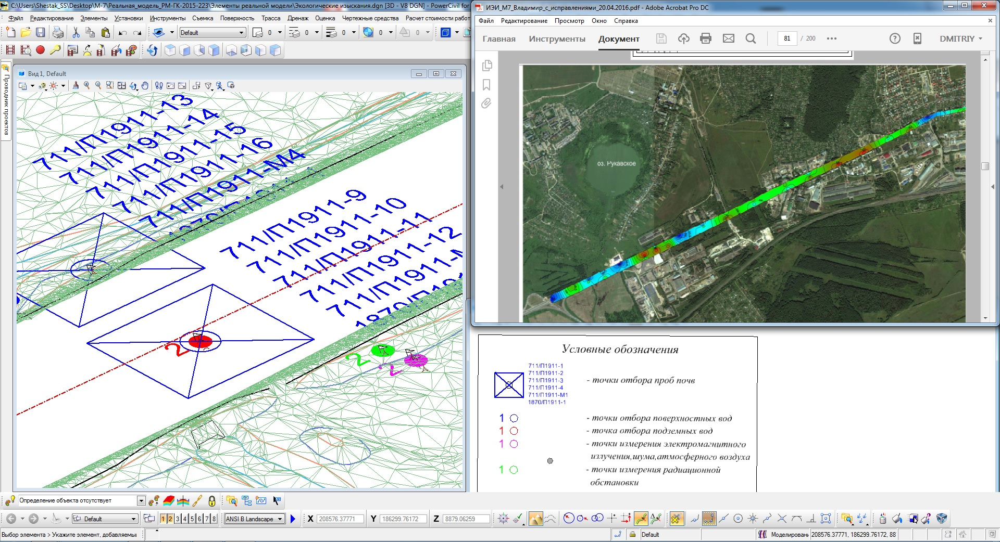 C:\Users\Shestak_SS\Desktop\М-7\Реальная_модель_РМ-ГК-2015-223\Элементы реальной модели\Экологические изыскания.dgn [3D - V8 DGN] - PowerCivil for
Файл Редактирование Элементы Установки Инструменты Съемка Поверхность Трасса Дренаж Оценка Чертежные средства Расчет стоимости работ
Default 0 0 0 0 0
Проводник проектов
Вид 1, Default
711/П1911-13
711/П1911-14
711/П1911-15
711/П1911-16
711/П1911-М4
711/П1911-9
711/П1911-10
711/П1911-11
711/П1911-12
2
2
2
ИЭИ_М7_Владимир_с_исправлениями_20.04.2016.pdf - Adobe Acrobat Pro DC
Файл Редактирование Просмотр Окно Справка
Главная Инструменты Документ 81 / 200 DMITRIY
оз. Рукавское
Условные обозначения
711/П1911-1
711/П1911-2
711/П1911-3
711/П1911-4
711/П1911-М1
1870/П1911-1
- точки отбора проб почв
1 - точки отбора поверхностных вод
1 - точка отбора подземных вод
1 - точки измерения электромагнитного
излучения,шума,атмосферного воздуха
1 - точки измерения радиационной
обстановки
Определение объекта отсутствует
Default 1 2 3 4 5 6 7 8 ANSI B Landscape X 208576.37771 Y 186299.76172 Z 8879.06259
Выбор элемента > Укажите элемент, добавляемы Default Моделировани 208576.37771, 186299.76172, 88